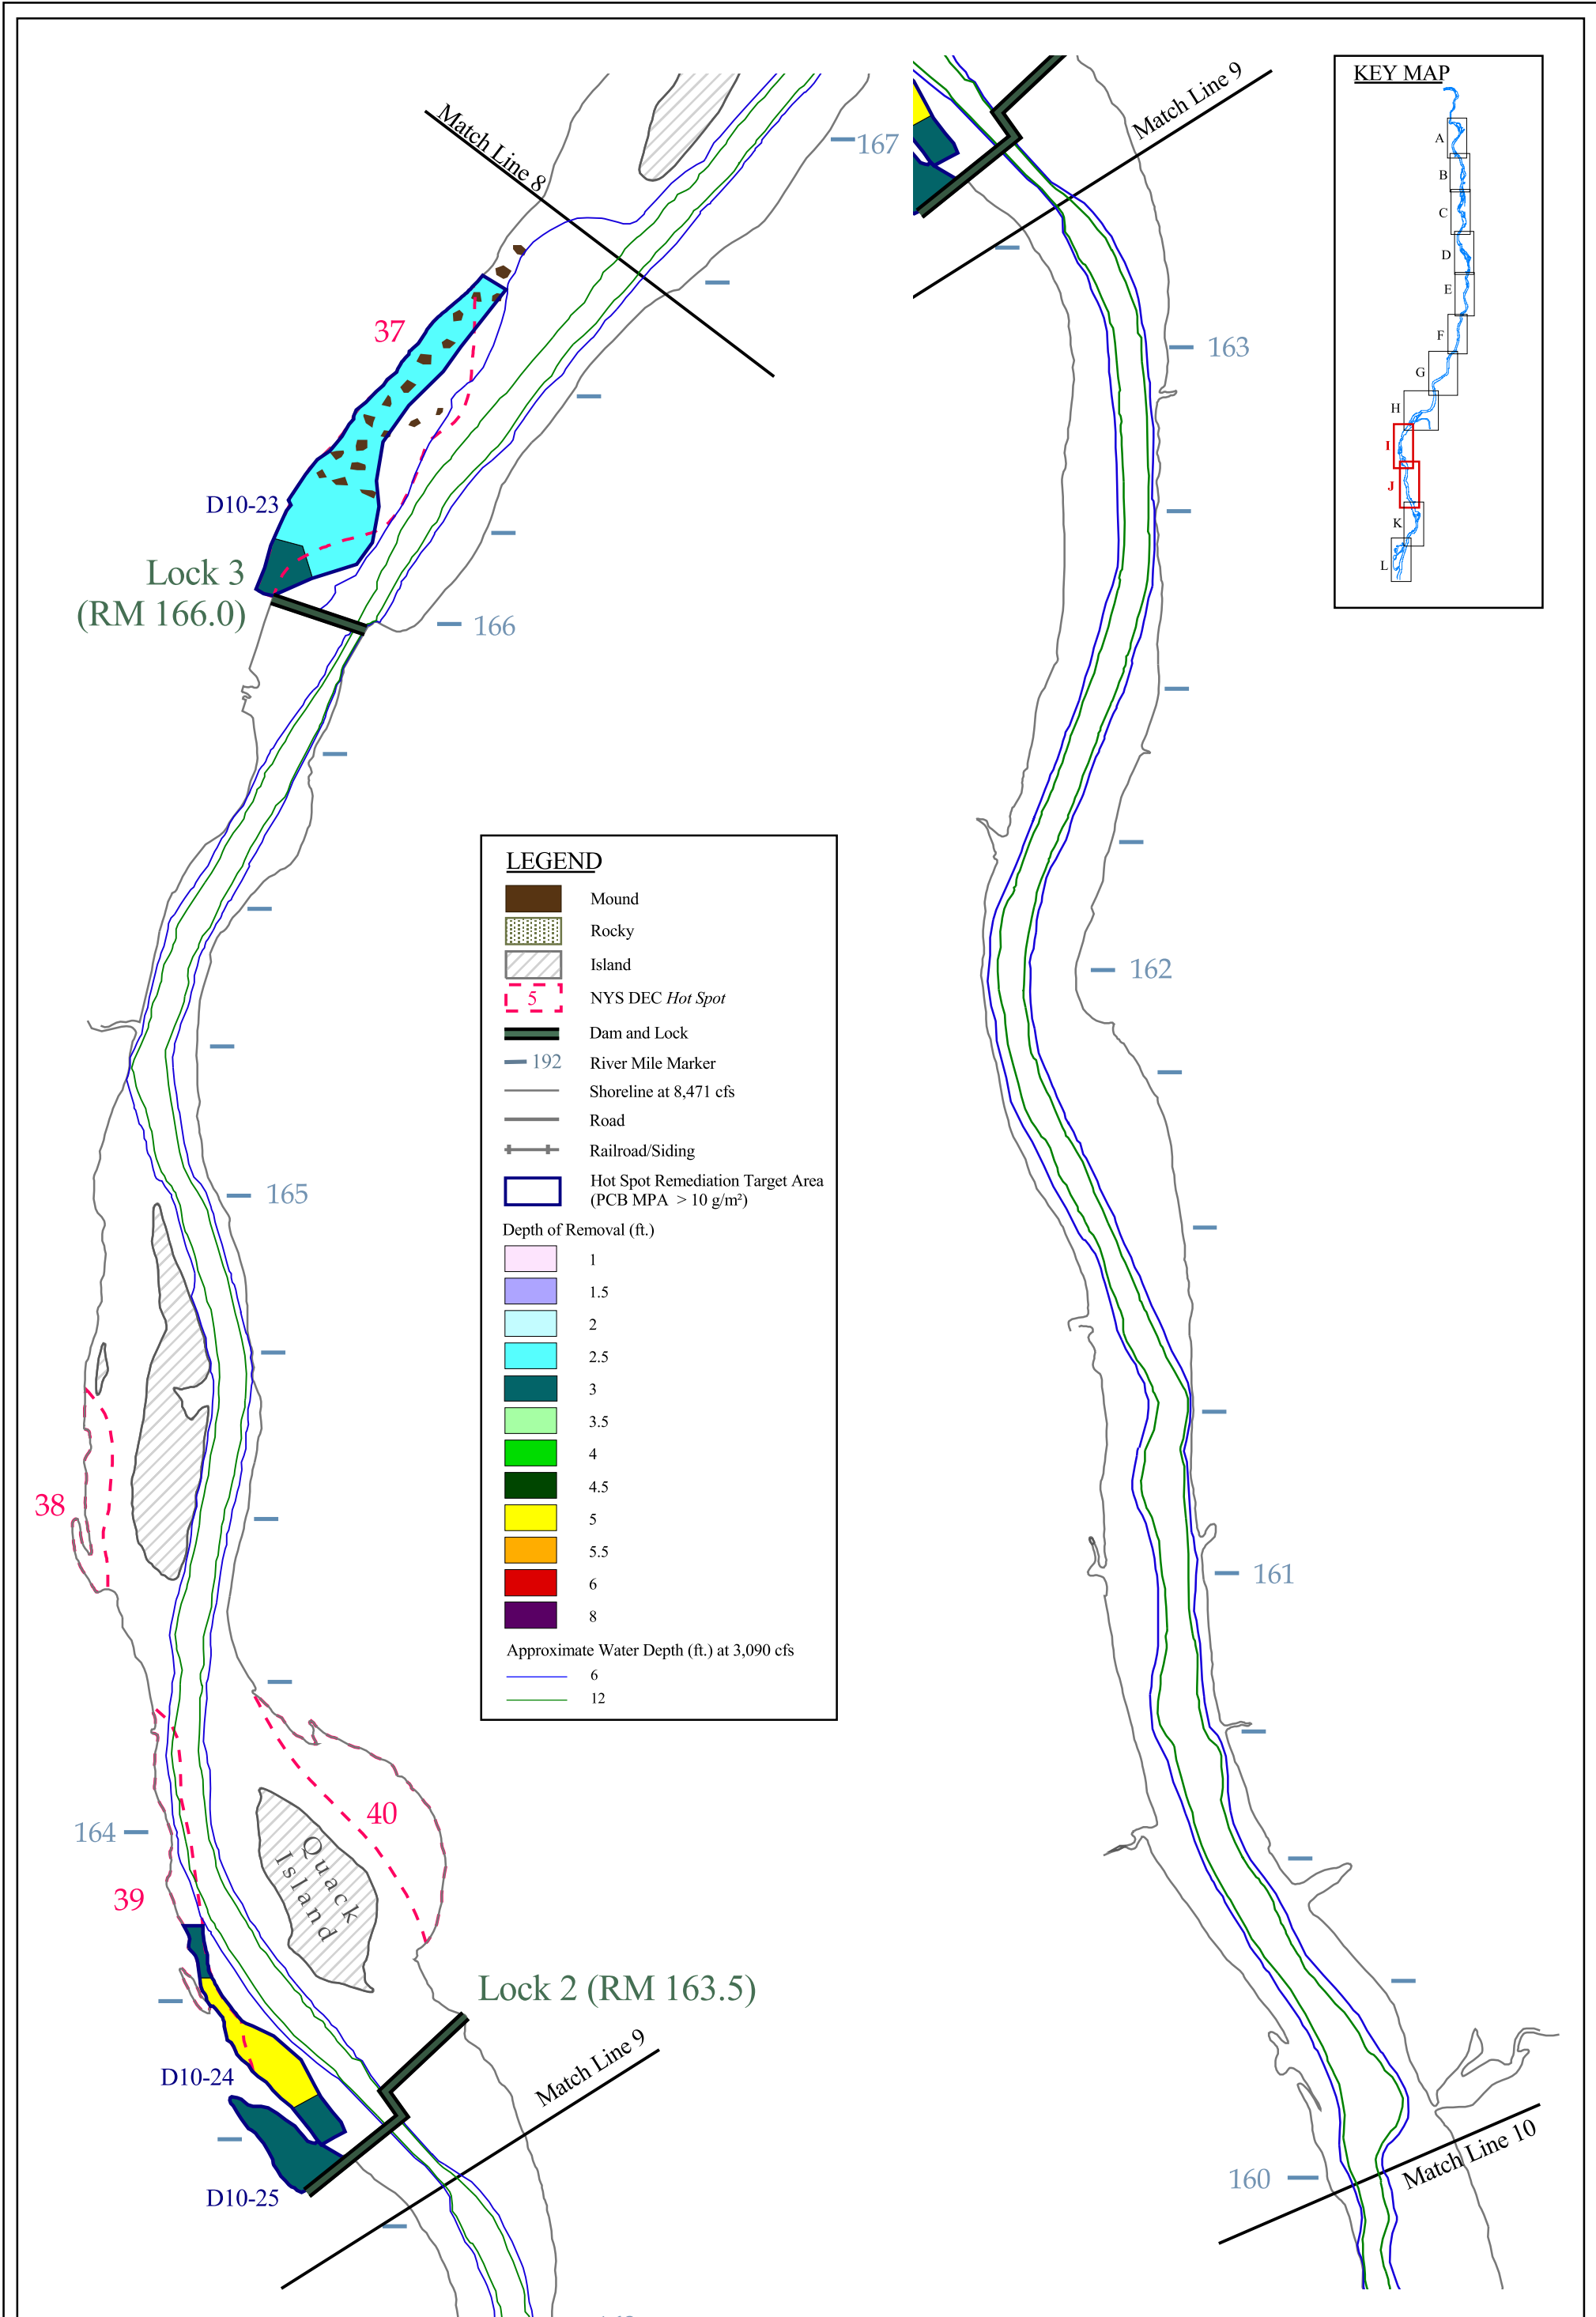 Match Line 8
167
37
D10-23
Lock 3
(RM 166.0)
166
165
38
164
39
40
Quack
Island
Lock 2 (RM 163.5)
D10-24
D10-25
Match Line 9
LEGEND
Mound
Rocky
Island
5 NYS DEC Hot Spot
Dam and Lock
192 River Mile Marker
Shoreline at 8,471 cfs
Road
Railroad/Siding
Hot Spot Remediation Target Area
(PCB MPA > 10 g/m²)
Depth of Removal (ft.)
1
1.5
2
2.5
3
3.5
4
4.5
5
5.5
6
8
Approximate Water Depth (ft.) at 3,090 cfs
6
12
Match Line 9
163
162
161
160
Match Line 10
KEY MAP
A
B
C
D
E
F
G
H
I
J
K
L